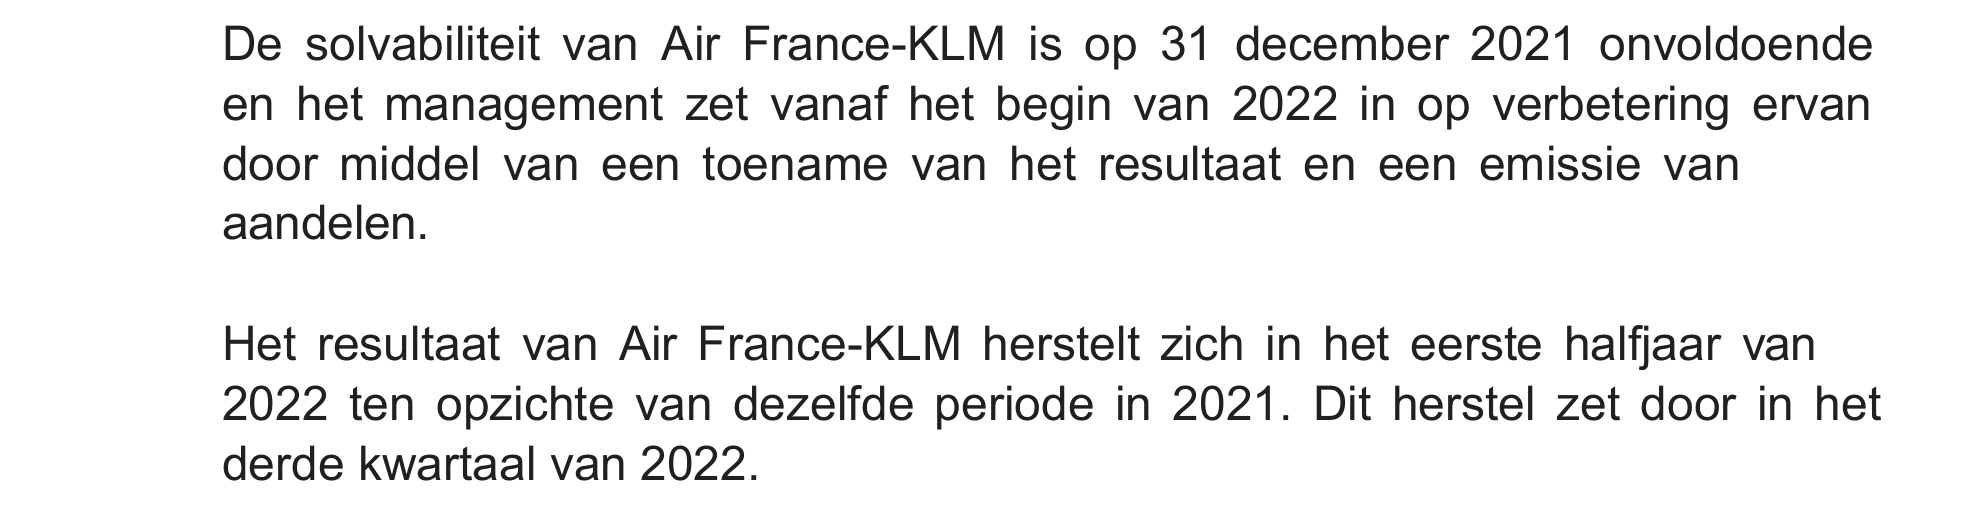 De solvabiliteit van Air France-KLM is op 31 december 2021 onvoldoende
en het management zet vanaf het begin van 2022 in op verbetering ervan
door middel van een toename van het resultaat en een emissie van
aandelen.
Het resultaat van Air France-KLM herstelt zich in het eerste halfjaar van
2022 ten opzichte van dezelfde periode in 2021. Dit herstel zet door in het
derde kwartaal van 2022.